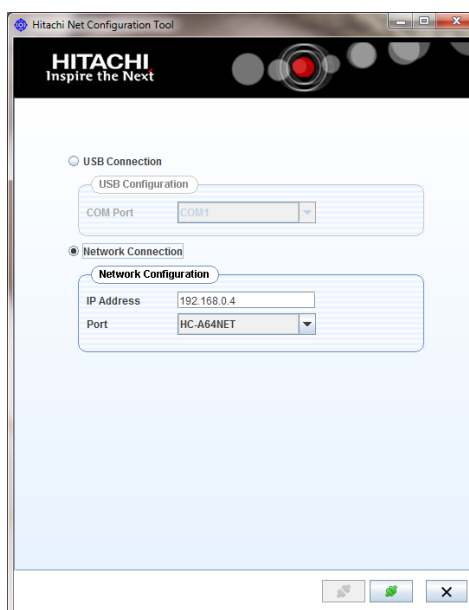 Hitachi Net Configuration Tool
HITACHI
Inspire the Next
USB Connection
USB Configuration
COM Port COM1
Network Connection
Network Configuration
IP Address 192.168.0.4
Port HC-A64NET